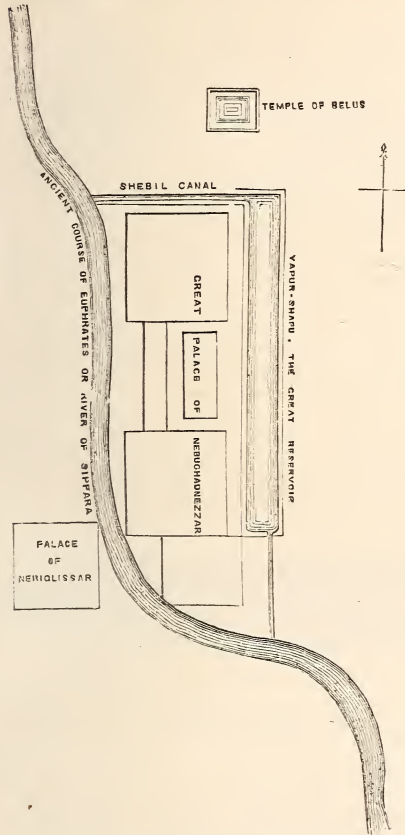 TEMPLE OF BELUS
SHEBIL CANAL
ANCIENT COURSE OF EUPHRATES OR RIVER OF SIPPARA
GREAT
PALACE OF
NEBUCHADNEZZAR
YAPUR-SHAPU, THE GREAT RESERVOIR
PALACE
OF
NERIGLISSAR